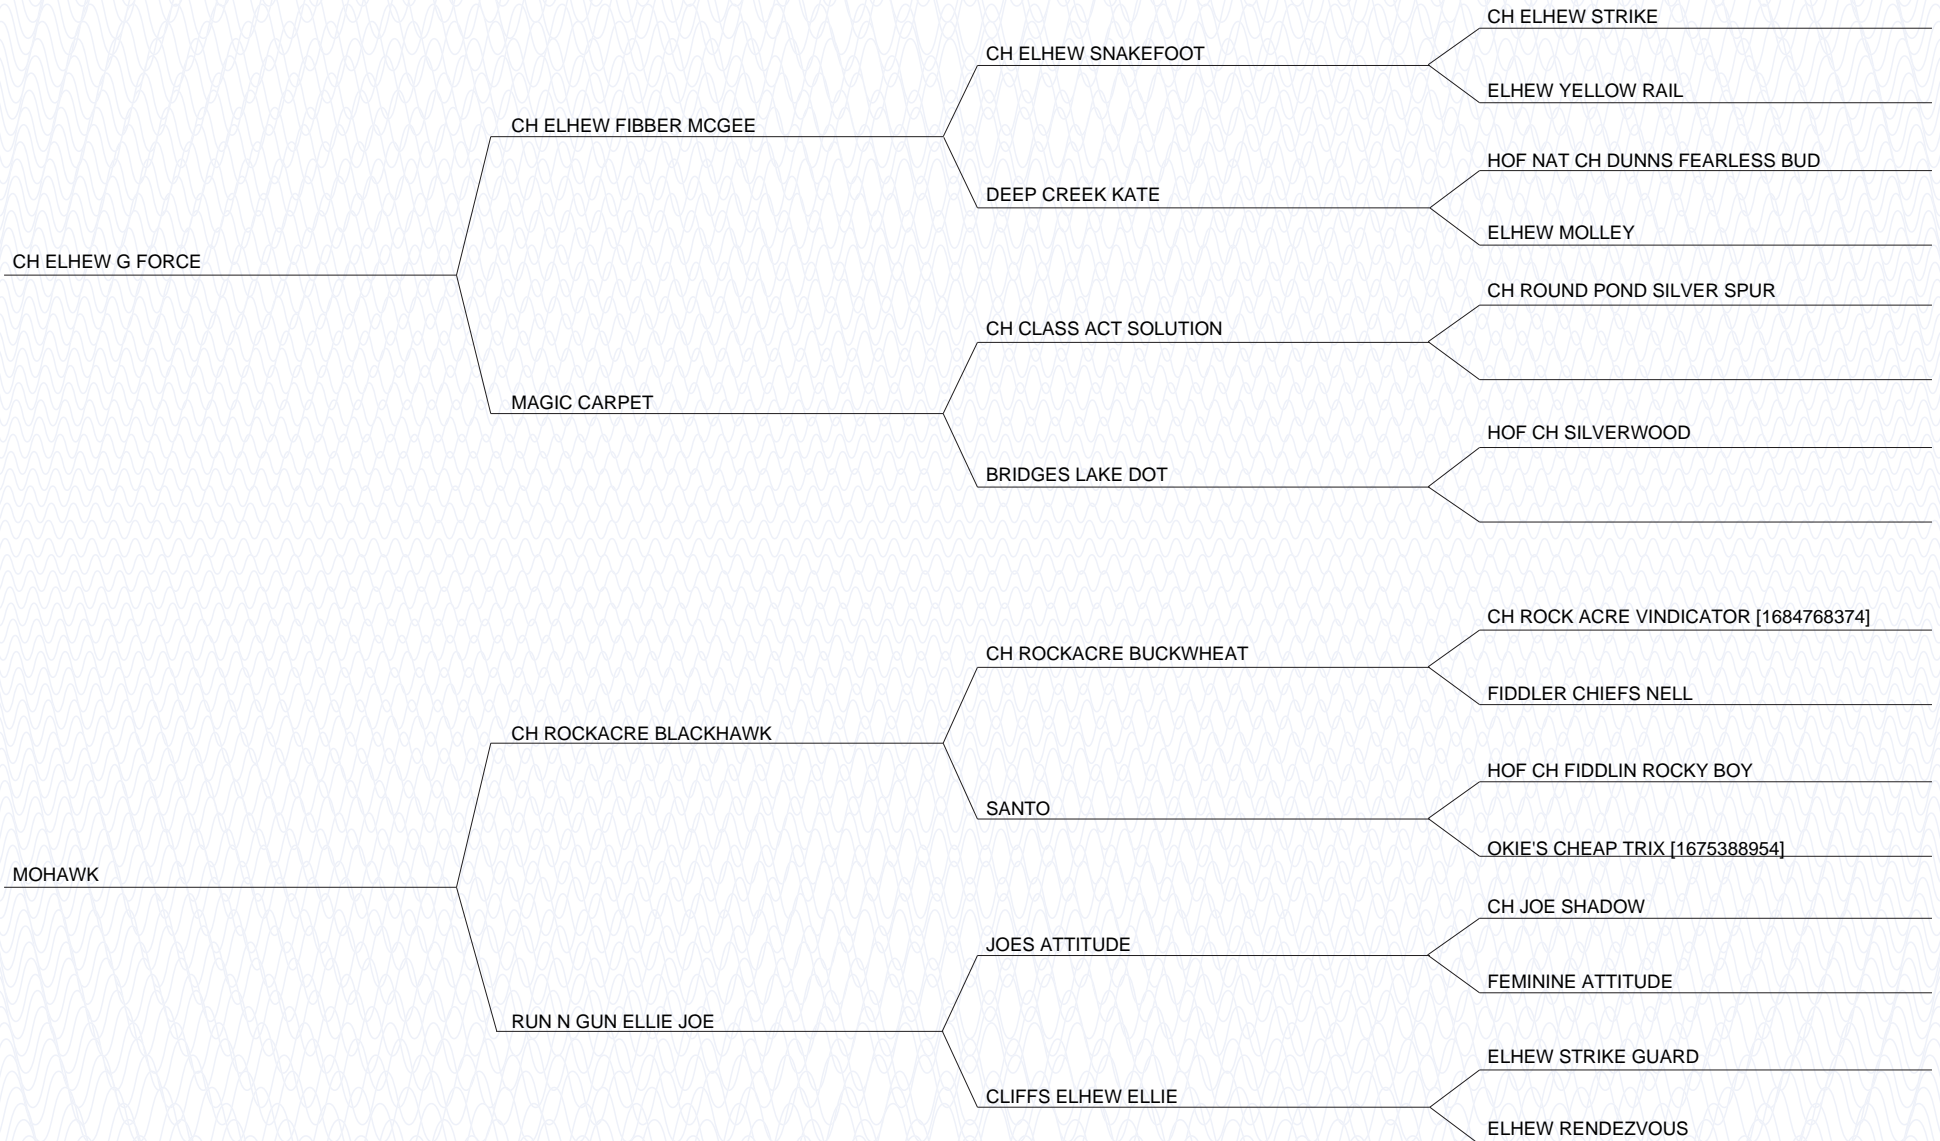 CH ELHEW STRIKE
CH ELHEW SNAKEFOOT
ELHEW YELLOW RAIL
CH ELHEW FIBBER MCGEE
HOF NAT CH DUNNS FEARLESS BUD
DEEP CREEK KATE
ELHEW MOLLEY
CH ELHEW G FORCE
CH ROUND POND SILVER SPUR
CH CLASS ACT SOLUTION
MAGIC CARPET
HOF CH SILVERWOOD
BRIDGES LAKE DOT
CH ROCK ACRE VINDICATOR [1684768374]
CH ROCKACRE BUCKWHEAT
FIDDLER CHIEFS NELL
CH ROCKACRE BLACKHAWK
HOF CH FIDDLIN ROCKY BOY
SANTO
OKIE'S CHEAP TRIX [1675388954]
MOHAWK
CH JOE SHADOW
JOES ATTITUDE
FEMININE ATTITUDE
RUN N GUN ELLIE JOE
ELHEW STRIKE GUARD
CLIFFS ELHEW ELLIE
ELHEW RENDEZVOUS